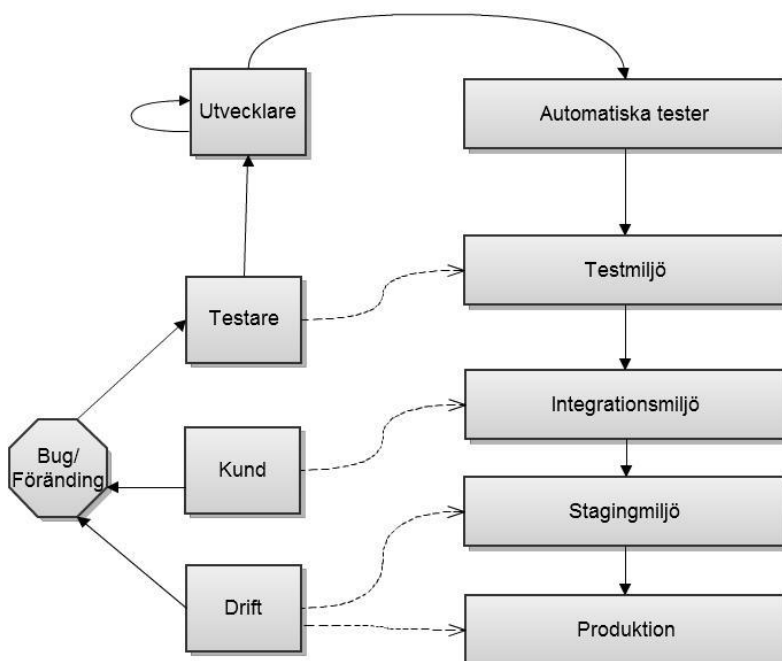 Utvecklare
Automatiska tester
Testare
Testmiljö
Bug/
Föränding
Kund
Integrationsmiljö
Stagingmiljö
Drift
Produktion